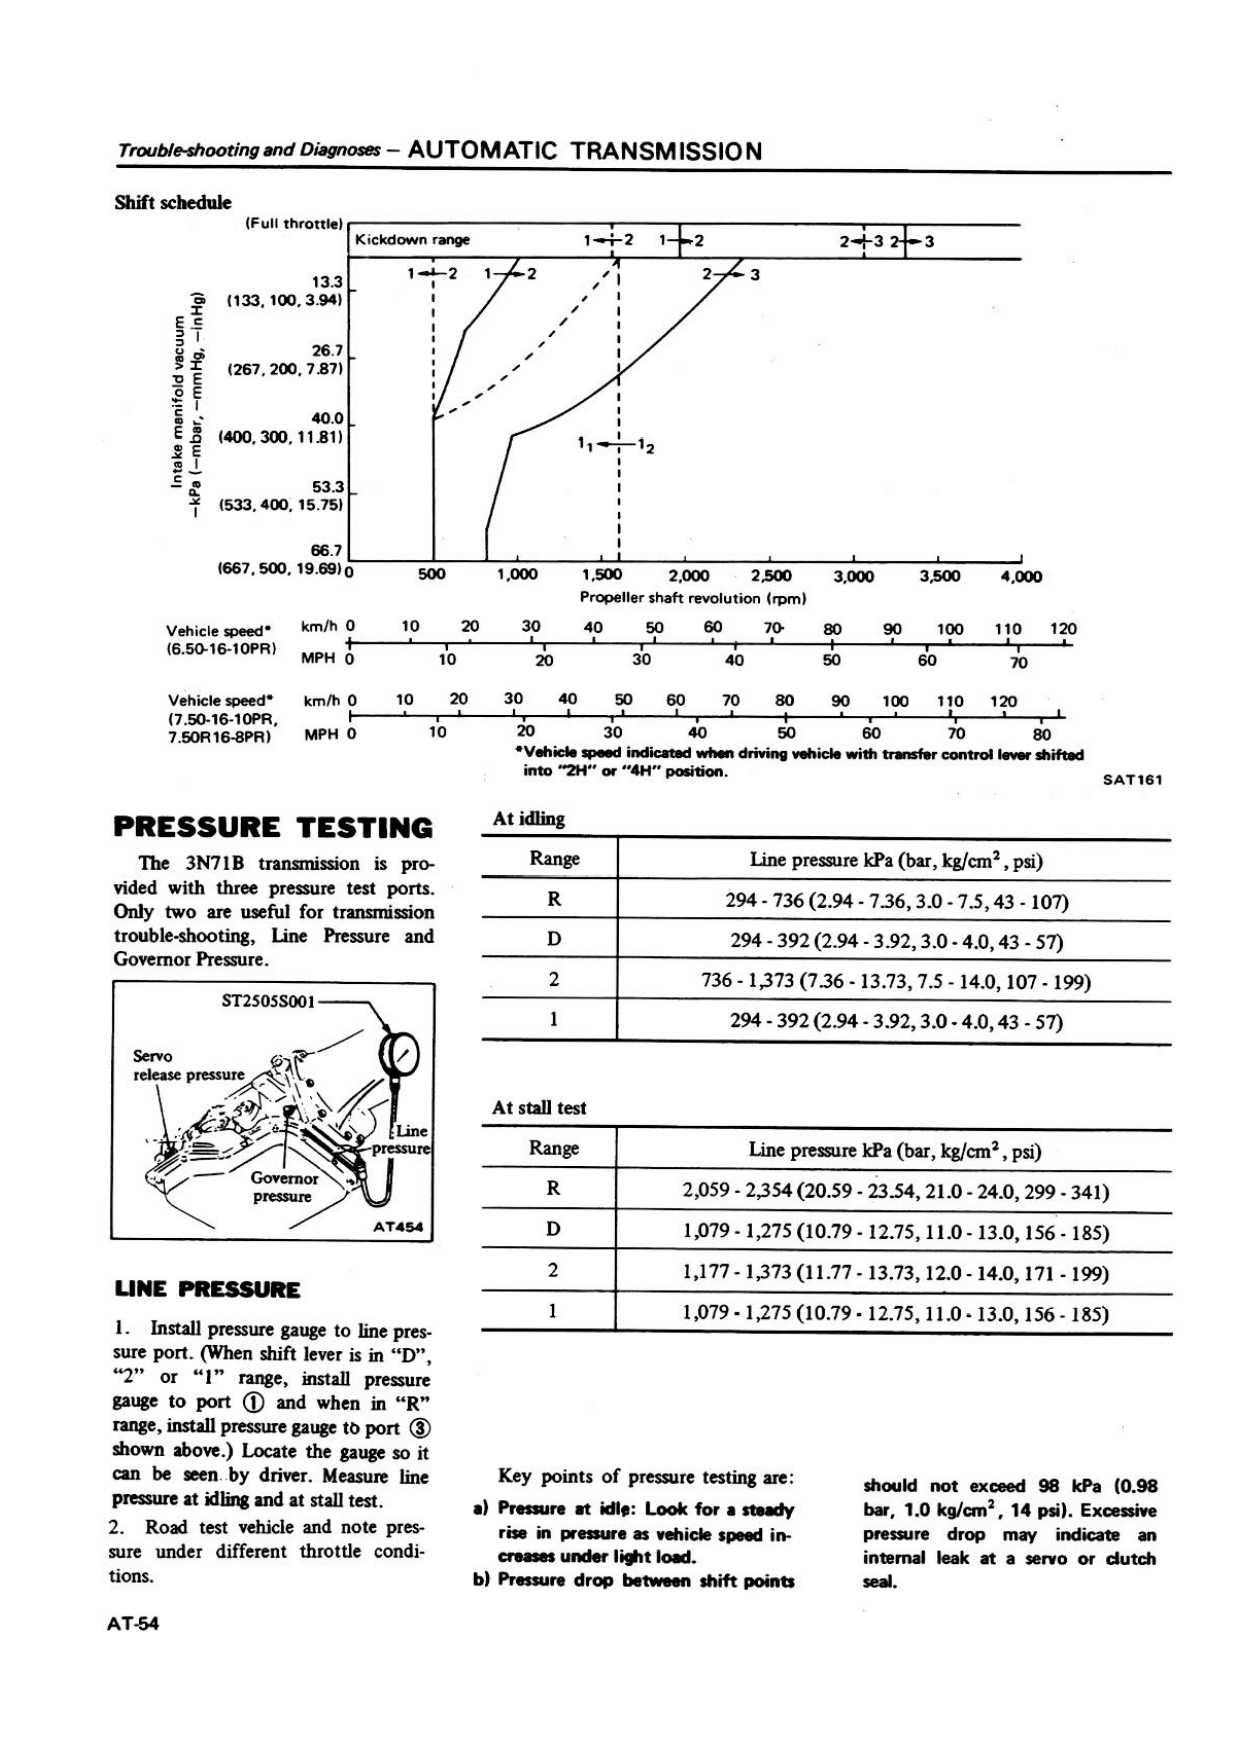 Trouble-shooting and Diagnoses — AUTOMATIC TRANSMISSION
Shift schedule
(Full throttle)
Kickdown range
1 2 1 2
2 3 2 3
1 2 1 2
2 3
13.3
(133, 100, 3.94)
26.7
(267, 200, 7.87)
40.0
(400, 300, 11.81)
53.3
(533, 400, 15.75)
66.7
(667, 500, 19.69)
Intake manifold vacuum
—kPa (—mbar, —mmHg, —inHg)
1₁ 1₂
0 500 1,000 1,500 2,000 2,500 3,000 3,500 4,000
Propeller shaft revolution (rpm)
Vehicle speed*
(6.50-16-10PR)
km/h 0 10 20 30 40 50 60 70 80 90 100 110 120
MPH 0 10 20 30 40 50 60 70
Vehicle speed*
(7.50-16-10PR,
7.50R16-8PR)
km/h 0 10 20 30 40 50 60 70 80 90 100 110 120
MPH 0 10 20 30 40 50 60 70 80
*Vehicle speed indicated when driving vehicle with transfer control lever shifted
into "2H" or "4H" position.
SAT161
PRESSURE TESTING
The 3N71B transmission is pro-
vided with three pressure test ports.
Only two are useful for transmission
trouble-shooting, Line Pressure and
Governor Pressure.
ST2505S001
Servo
release pressure
Line
pressure
Governor
pressure
AT454
LINE PRESSURE
1. Install pressure gauge to line pres-
sure port. (When shift lever is in "D",
"2" or "1" range, install pressure
gauge to port ① and when in "R"
range, install pressure gauge to port ③
shown above.) Locate the gauge so it
can be seen by driver. Measure line
pressure at idling and at stall test.
2. Road test vehicle and note pres-
sure under different throttle condi-
tions.
At idling
Range Line pressure kPa (bar, kg/cm², psi)
R 294 - 736 (2.94 - 7.36, 3.0 - 7.5, 43 - 107)
D 294 - 392 (2.94 - 3.92, 3.0 - 4.0, 43 - 57)
2 736 - 1,373 (7.36 - 13.73, 7.5 - 14.0, 107 - 199)
1 294 - 392 (2.94 - 3.92, 3.0 - 4.0, 43 - 57)
At stall test
Range Line pressure kPa (bar, kg/cm², psi)
R 2,059 - 2,354 (20.59 - 23.54, 21.0 - 24.0, 299 - 341)
D 1,079 - 1,275 (10.79 - 12.75, 11.0 - 13.0, 156 - 185)
2 1,177 - 1,373 (11.77 - 13.73, 12.0 - 14.0, 171 - 199)
1 1,079 - 1,275 (10.79 - 12.75, 11.0 - 13.0, 156 - 185)
Key points of pressure testing are:
a) Pressure at idle: Look for a steady
rise in pressure as vehicle speed in-
creases under light load.
b) Pressure drop between shift points
should not exceed 98 kPa (0.98
bar, 1.0 kg/cm², 14 psi). Excessive
pressure drop may indicate an
internal leak at a servo or clutch
seal.
AT-54